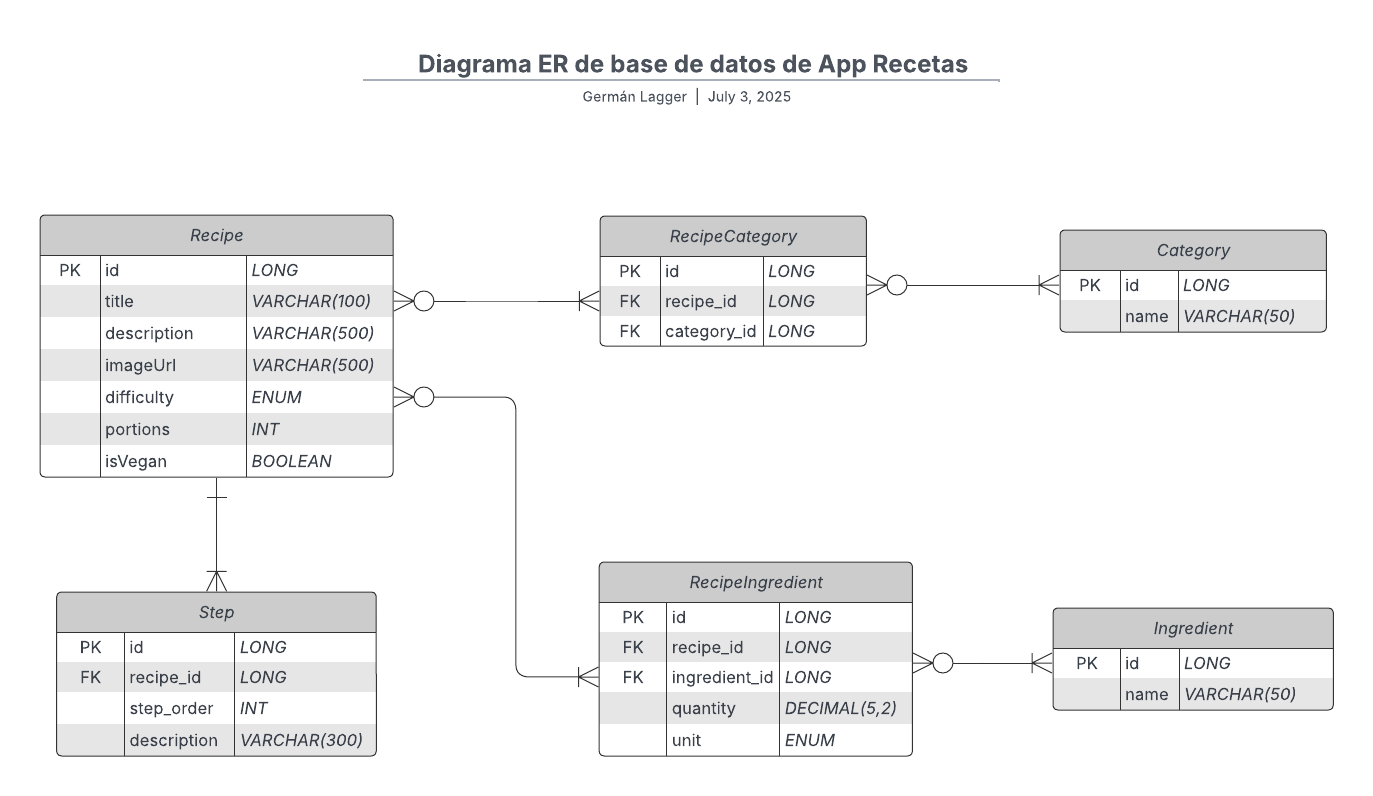 Diagrama ER de base de datos de App Recetas
Germán Lagger | July 3, 2025
Recipe
PK id LONG
title VARCHAR(100)
description VARCHAR(500)
imageUrl VARCHAR(500)
difficulty ENUM
portions INT
isVegan BOOLEAN
RecipeCategory
PK id LONG
FK recipe_id LONG
FK category_id LONG
Category
PK id LONG
name VARCHAR(50)
Step
PK id LONG
FK recipe_id LONG
step_order INT
description VARCHAR(300)
RecipeIngredient
PK id LONG
FK recipe_id LONG
FK ingredient_id LONG
quantity DECIMAL(5,2)
unit ENUM
Ingredient
PK id LONG
name VARCHAR(50)